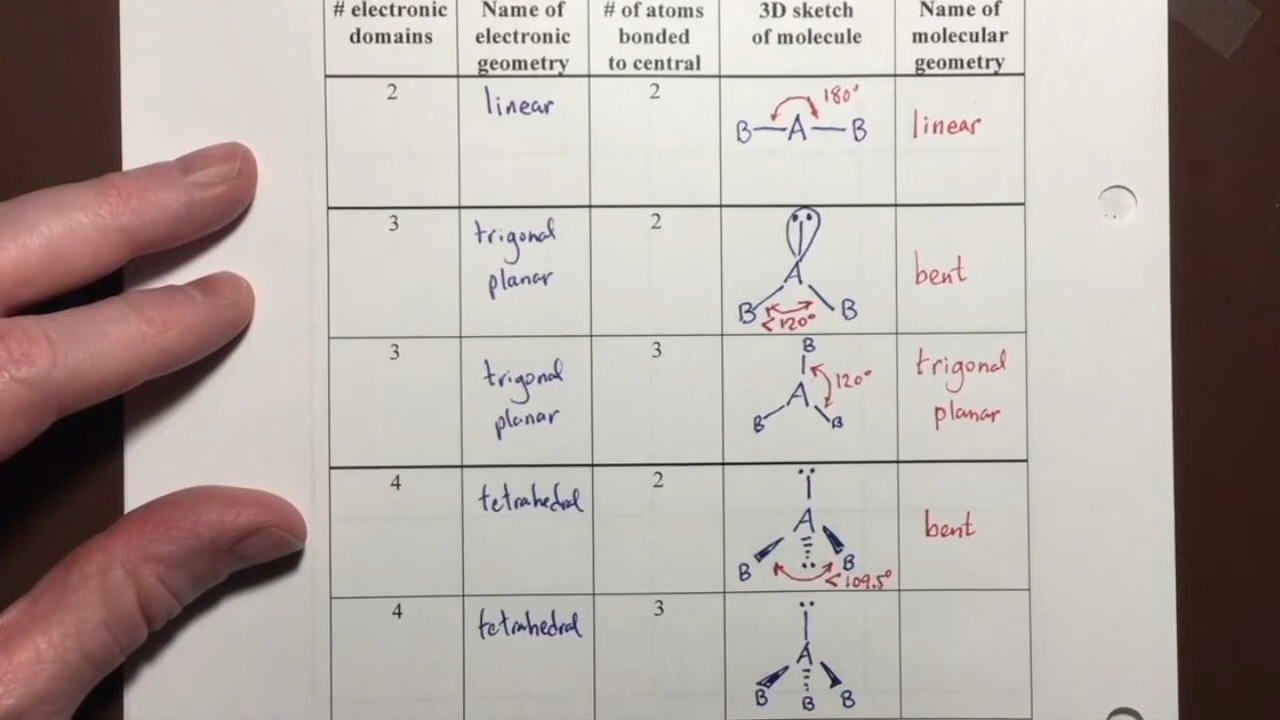 # electronic domains
Name of electronic geometry
# of atoms bonded to central
3D sketch of molecule
Name of molecular geometry
2
linear
2
180°
B—A—B
linear
3
trigonal
planar
2
A
B B
<120°
bent
3
trigonal
planar
3
B
120°
A
B B
trigonal
planar
4
tetrahedral
2
A
B B
<109.5°
bent
4
tetrahedral
3
A
B B B